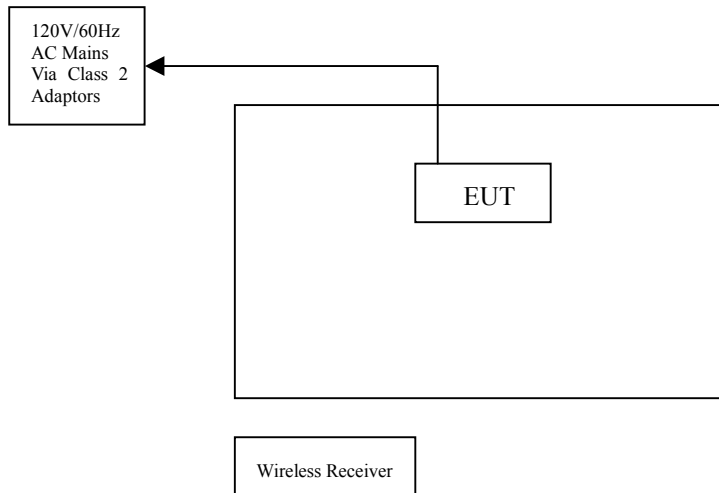 120V/60Hz
AC Mains
Via Class 2
Adaptors
EUT
Wireless Receiver